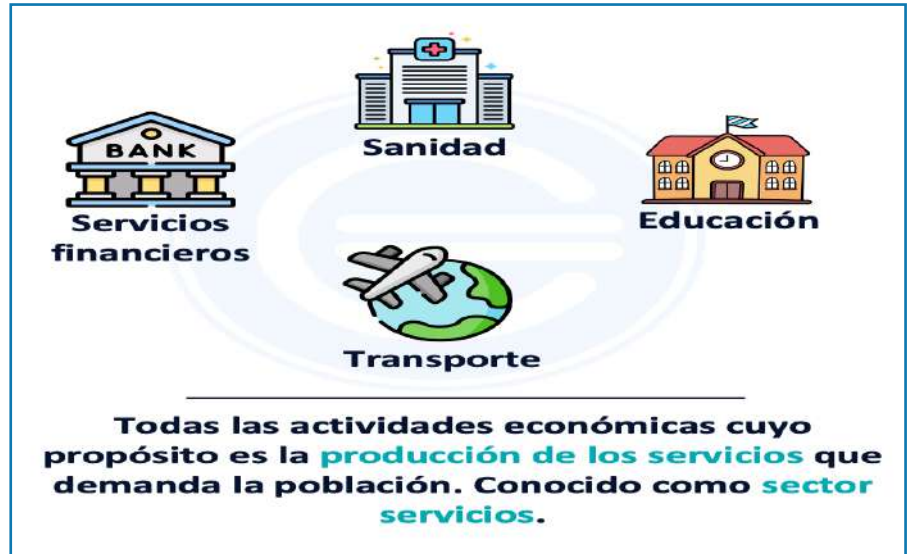 Sanidad
BANK
Servicios
financieros
Educación
Transporte
Todas las actividades económicas cuyo
propósito es la producción de los servicios que
demanda la población. Conocido como sector
servicios.